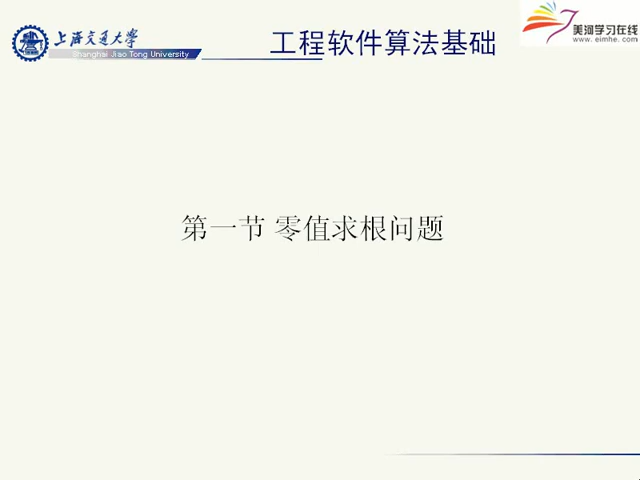 上海交通大学
Shanghai Jiao Tong University
工程软件算法基础
美河学习在线
www.eimhe.com
第一节 零值求根问题